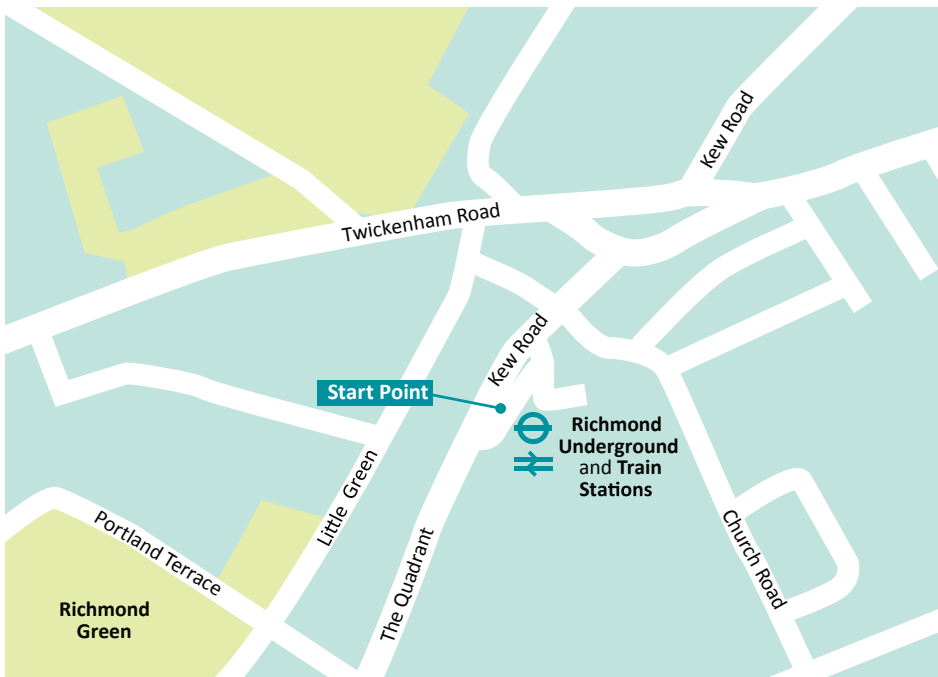 Kew Road
Twickenham Road
Kew Road
Start Point
Richmond
Underground
and Train
Stations
Little Green
Portland Terrace
The Quadrant
Church Road
Richmond
Green